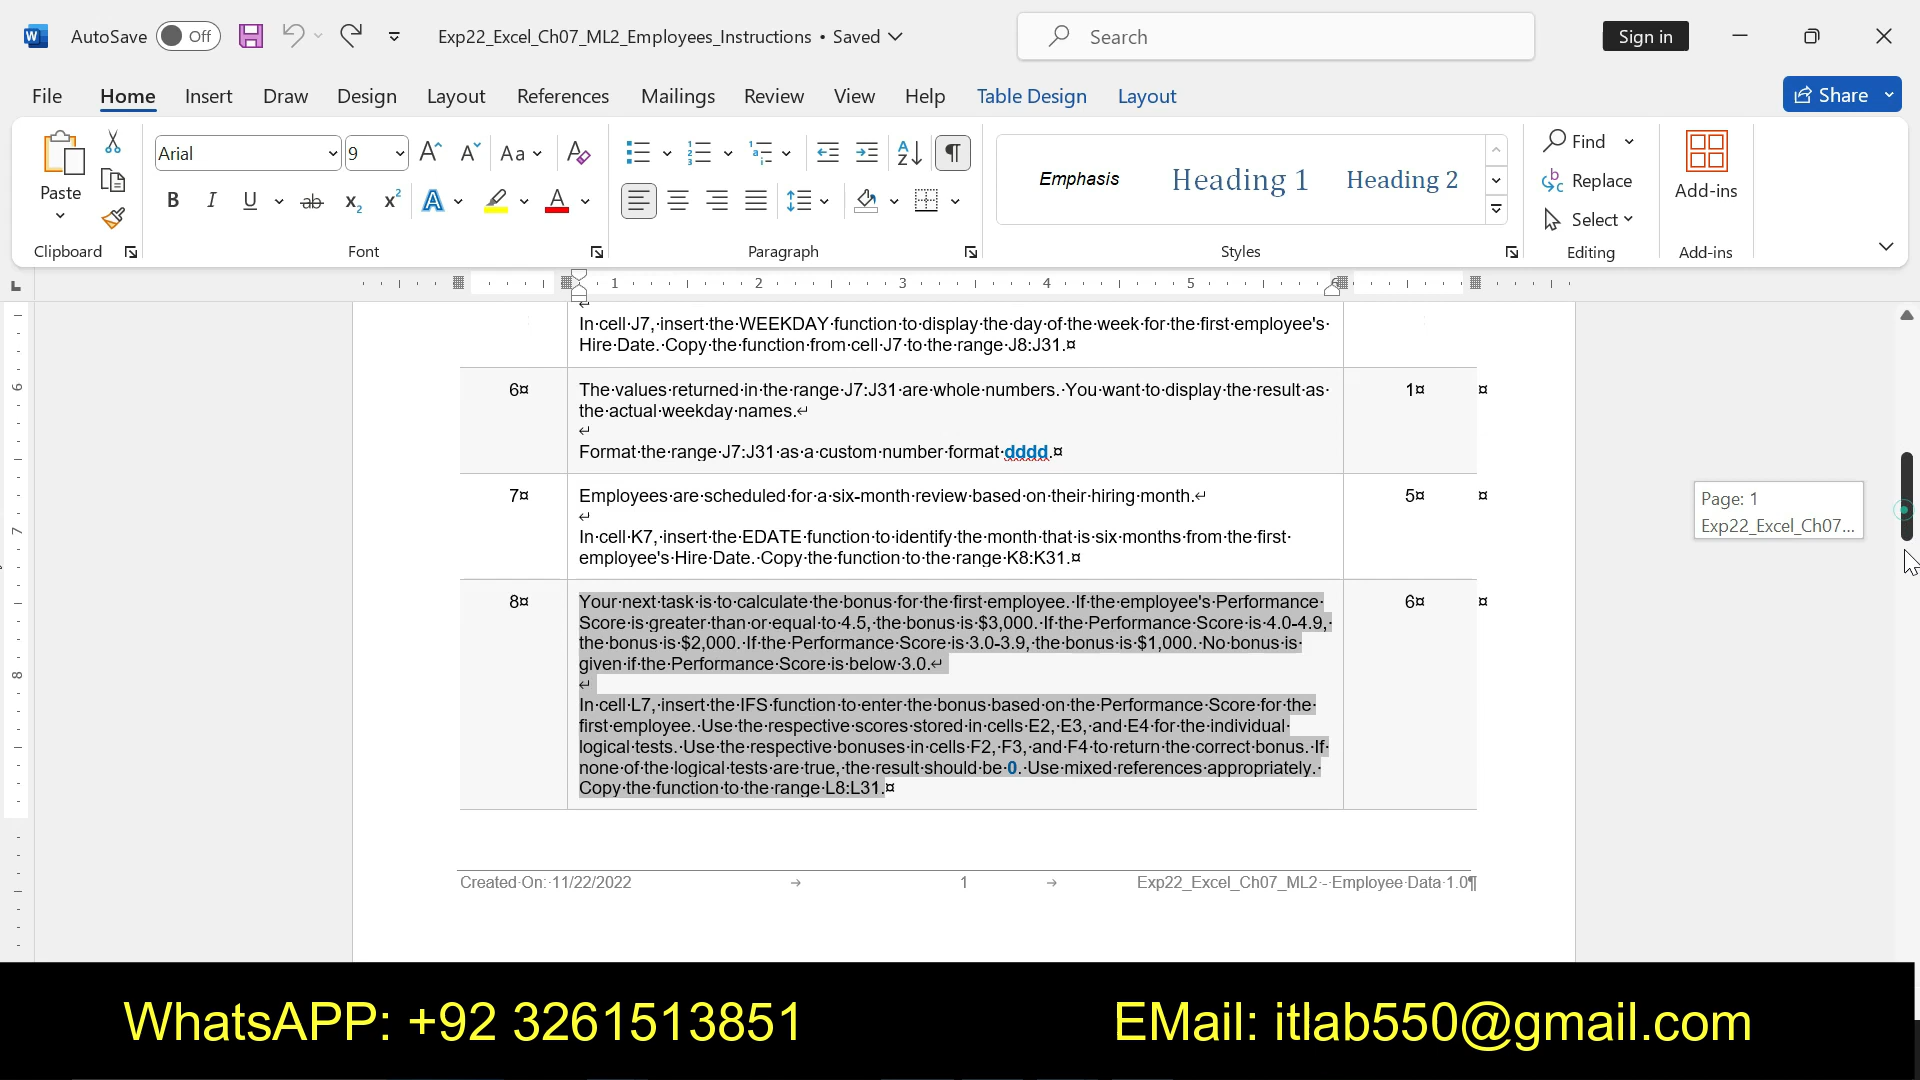 AutoSave Off Exp22_Excel_Ch07_ML2_Employees_Instructions • Saved Search Sign in
File Home Insert Draw Design Layout References Mailings Review View Help Table Design Layout Share
Paste Arial 9 Aa Emphasis Heading 1 Heading 2 Find Replace Select Add-ins
Clipboard Font Paragraph Styles Editing Add-ins
1 2 3 4 5 6
In·cell·J7,·insert·the·WEEKDAY·function·to·display·the·day·of·the·week·for·the·first·employee's·
Hire·Date.·Copy·the·function·from·cell·J7·to·the·range·J8:J31.¤
6¤ The·values·returned·in·the·range·J7:J31·are·whole·numbers.·You·want·to·display·the·result·as· 1¤ ¤
the·actual·weekday·names.↵
↵
Format·the·range·J7:J31·as·a·custom·number·format·dddd.¤
7¤ Employees·are·scheduled·for·a·six-month·review·based·on·their·hiring·month.↵ 5¤ ¤
↵
In·cell·K7,·insert·the·EDATE·function·to·identify·the·month·that·is·six·months·from·the·first·
employee's·Hire·Date.·Copy·the·function·to·the·range·K8:K31.¤
8¤ Your·next·task·is·to·calculate·the·bonus·for·the·first·employee.·If·the·employee's·Performance· 6¤ ¤
Score·is·greater·than·or·equal·to·4.5,·the·bonus·is·$3,000.·If·the·Performance·Score·is·4.0-4.9,·
the·bonus·is·$2,000.·If·the·Performance·Score·is·3.0-3.9,·the·bonus·is·$1,000.·No·bonus·is·
given·if·the·Performance·Score·is·below·3.0.↵
↵
In·cell·L7,·insert·the·IFS·function·to·enter·the·bonus·based·on·the·Performance·Score·for·the·
first·employee.·Use·the·respective·scores·stored·in·cells·E2,·E3,·and·E4·for·the·individual·
logical·tests.·Use·the·respective·bonuses·in·cells·F2,·F3,·and·F4·to·return·the·correct·bonus.·If·
none·of·the·logical·tests·are·true,·the·result·should·be·0.·Use·mixed·references·appropriately.·
Copy·the·function·to·the·range·L8:L31.¤
Page: 1
Exp22_Excel_Ch07...
Created·On:·11/22/2022 → 1 → Exp22_Excel_Ch07_ML2·-·Employee·Data·1.0¶
6
7
8
WhatsAPP: +92 3261513851 EMail: itlab550@gmail.com